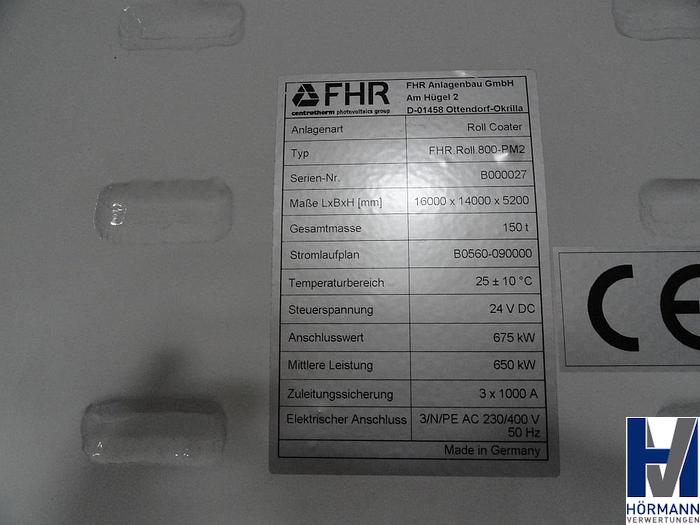 FHR
centrotherm photovoltaics group
FHR Anlagenbau GmbH
Am Hügel 2
D-01458 Ottendorf-Okrilla
Anlagenart Roll Coater
Typ FHR.Roll.800-PM2
Serien-Nr. B000027
Maße LxBxH [mm] 16000 x 14000 x 5200
Gesamtmasse 150 t
Stromlaufplan B0560-090000
Temperaturbereich 25 ± 10 °C
Steuerspannung 24 V DC
Anschlusswert 675 kW
Mittlere Leistung 650 kW
Zuleitungssicherung 3 x 1000 A
Elektrischer Anschluss 3/N/PE AC 230/400 V
50 Hz
Made in Germany
CE
HÖRMANN
VERWERTUNGEN